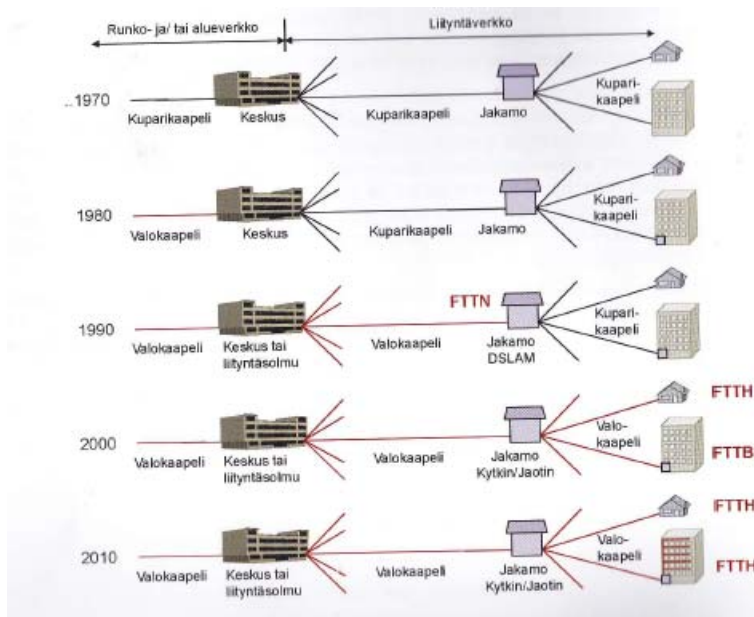 Runko- ja/ tai alueverkko
Liityntäverkko
..1970
Kuparikaapeli
Keskus
Kuparikaapeli
Jakamo
Kupari-
kaapeli
1980
Valokaapeli
Keskus
Kuparikaapeli
Jakamo
Kupari-
kaapeli
1990
Valokaapeli
Keskus tai
liityntäsolmu
Valokaapeli
FTTN
Jakamo
DSLAM
Kupari-
kaapeli
2000
Valokaapeli
Keskus tai
liityntäsolmu
Valokaapeli
Jakamo
Kytkin/Jaotin
Valo-
kaapeli
FTTH
FTTB
2010
Valokaapeli
Keskus tai
liityntäsolmu
Valokaapeli
Jakamo
Kytkin/Jaotin
Valo-
kaapeli
FTTH
FTTH